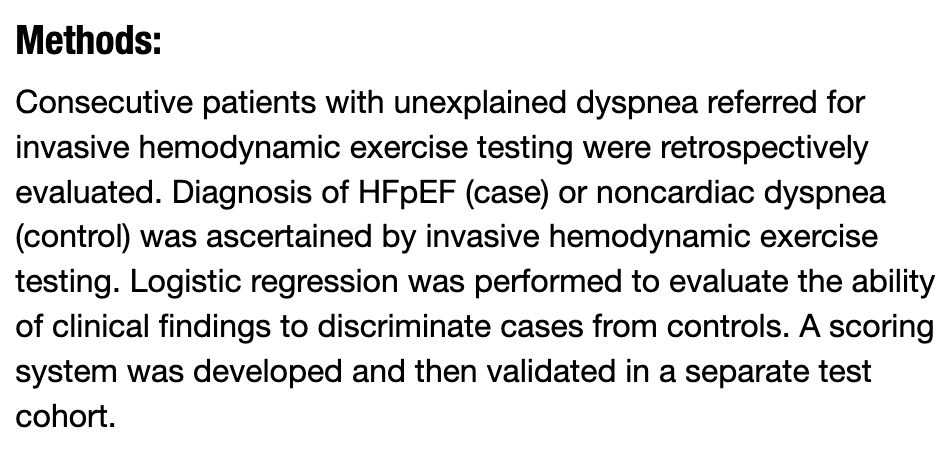 Methods:
Consecutive patients with unexplained dyspnea referred for
invasive hemodynamic exercise testing were retrospectively
evaluated. Diagnosis of HFpEF (case) or noncardiac dyspnea
(control) was ascertained by invasive hemodynamic exercise
testing. Logistic regression was performed to evaluate the ability
of clinical findings to discriminate cases from controls. A scoring
system was developed and then validated in a separate test
cohort.